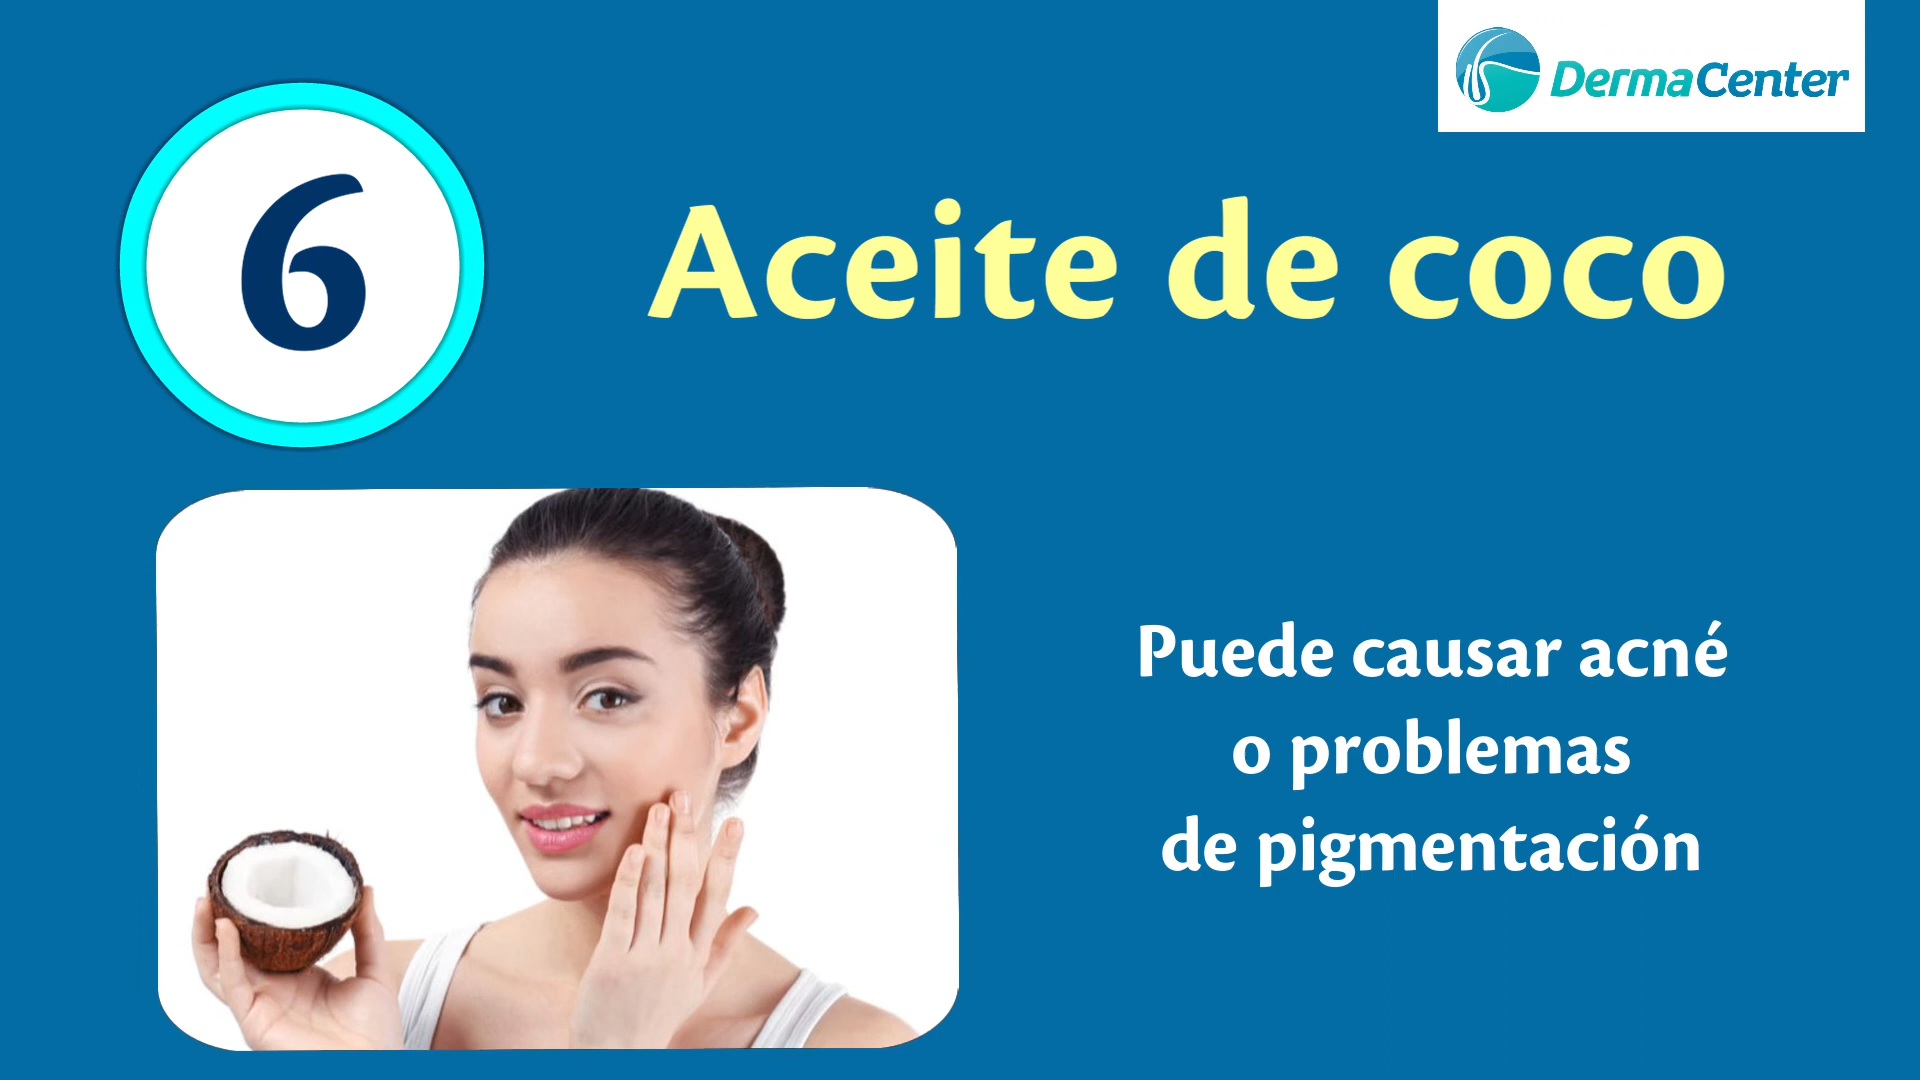 DermaCenter
6
Aceite de coco
Puede causar acné
o problemas
de pigmentación